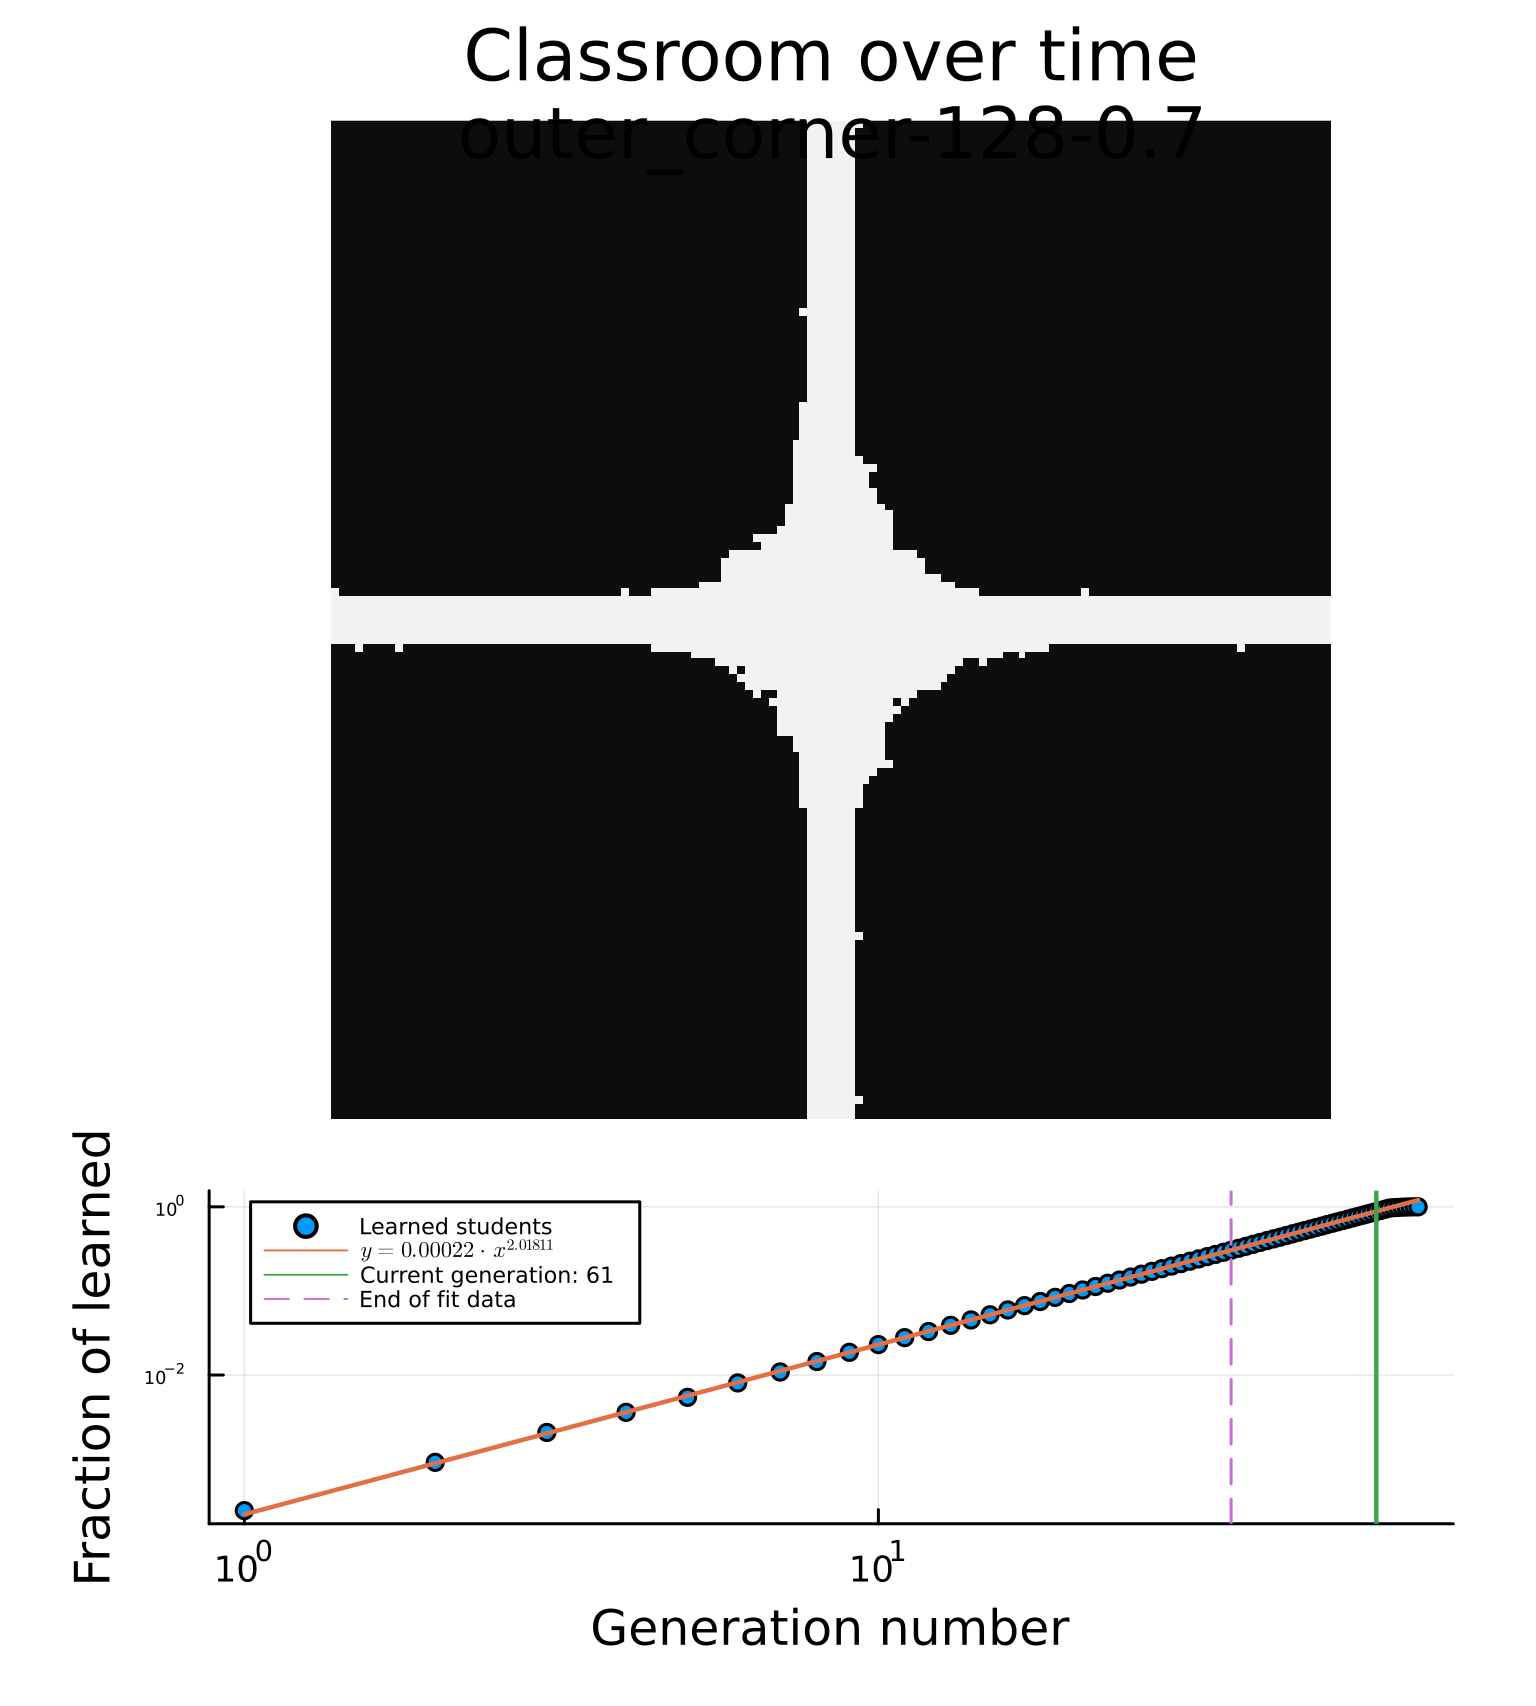 Classroom over time
outer_corner-128-0.7
Fraction of learned
10^0
10^-2
Learned students
y = 0.00022 · x^2.01811
Current generation: 61
End of fit data
10^0
10^1
Generation number